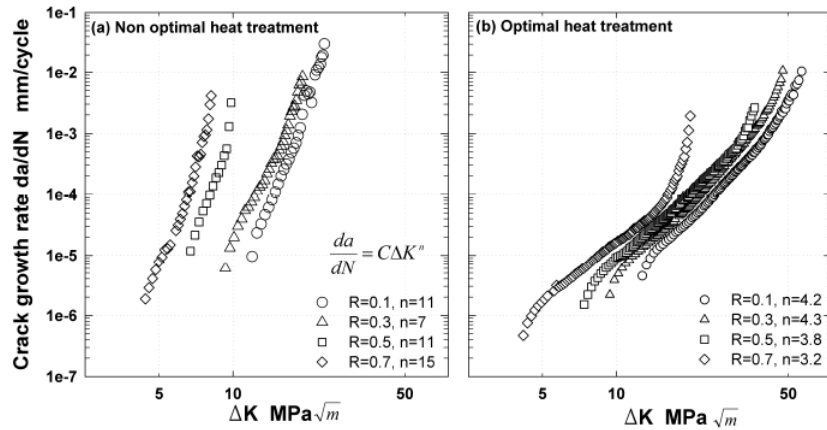 (a) Non optimal heat treatment
(b) Optimal heat treatment
Crack growth rate da/dN mm/cycle
1e-1
1e-2
1e-3
1e-4
1e-5
1e-6
1e-7
da/dN = CΔKⁿ
R=0.1, n=11
R=0.3, n=7
R=0.5, n=11
R=0.7, n=15
R=0.1, n=4.2
R=0.3, n=4.3
R=0.5, n=3.8
R=0.7, n=3.2
5 10 50
5 10 50
ΔK MPa√m
ΔK MPa√m